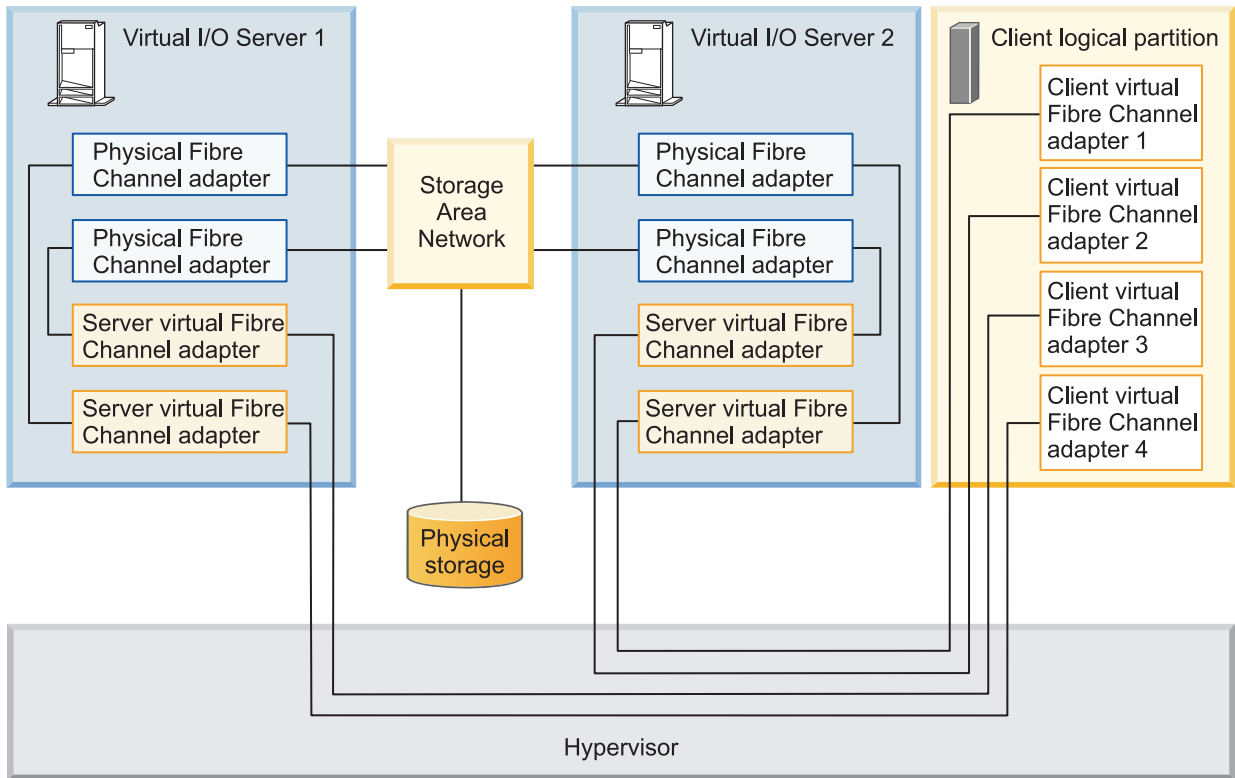 Virtual I/O Server 1
Physical Fibre
Channel adapter
Physical Fibre
Channel adapter
Server virtual Fibre
Channel adapter
Server virtual Fibre
Channel adapter
Storage
Area
Network
Physical
storage
Virtual I/O Server 2
Physical Fibre
Channel adapter
Physical Fibre
Channel adapter
Server virtual Fibre
Channel adapter
Server virtual Fibre
Channel adapter
Client logical partition
Client virtual
Fibre Channel
adapter 1
Client virtual
Fibre Channel
adapter 2
Client virtual
Fibre Channel
adapter 3
Client virtual
Fibre Channel
adapter 4
Hypervisor